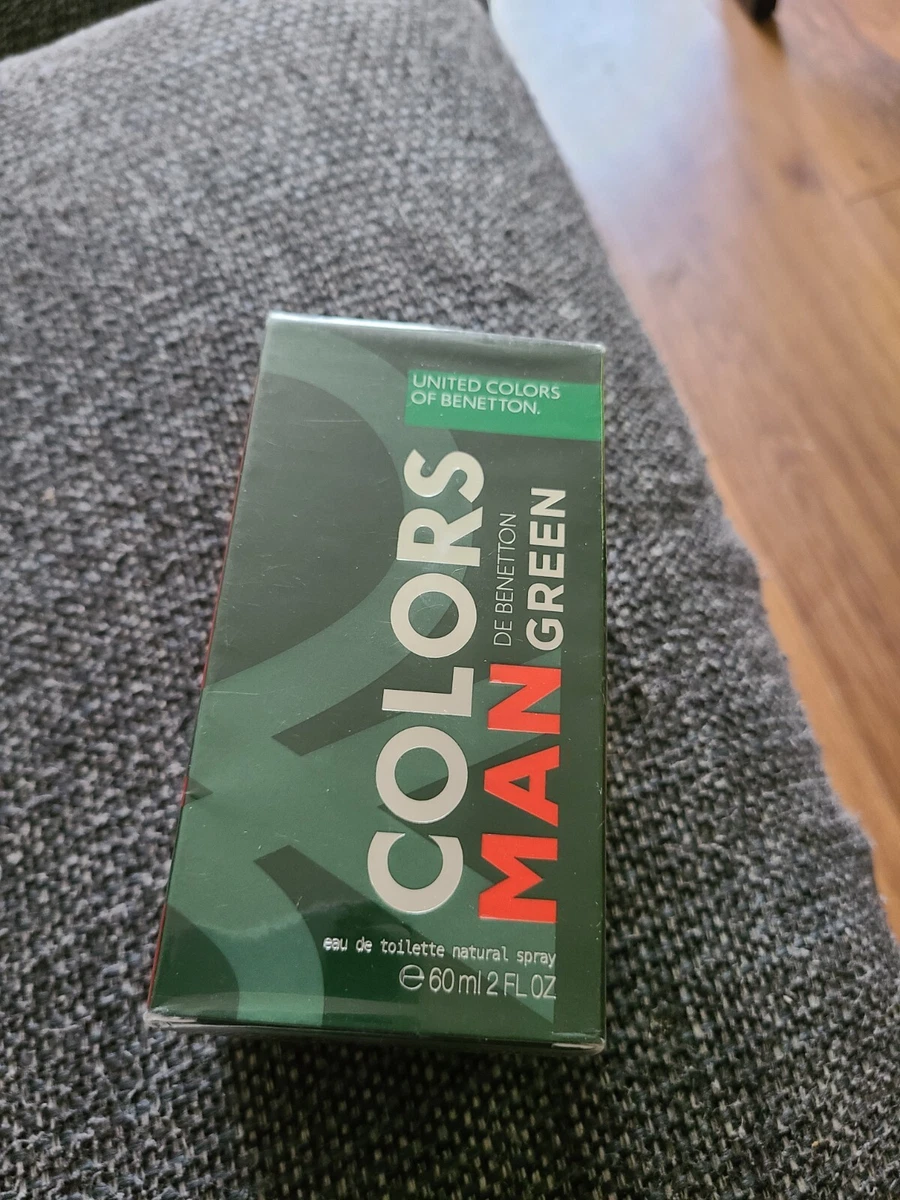 UNITED COLORS
OF BENETTON.
COLORS
DE BENETTON
MAN GREEN
eau de toilette natural spray
℮ 60 ml 2 FL OZ